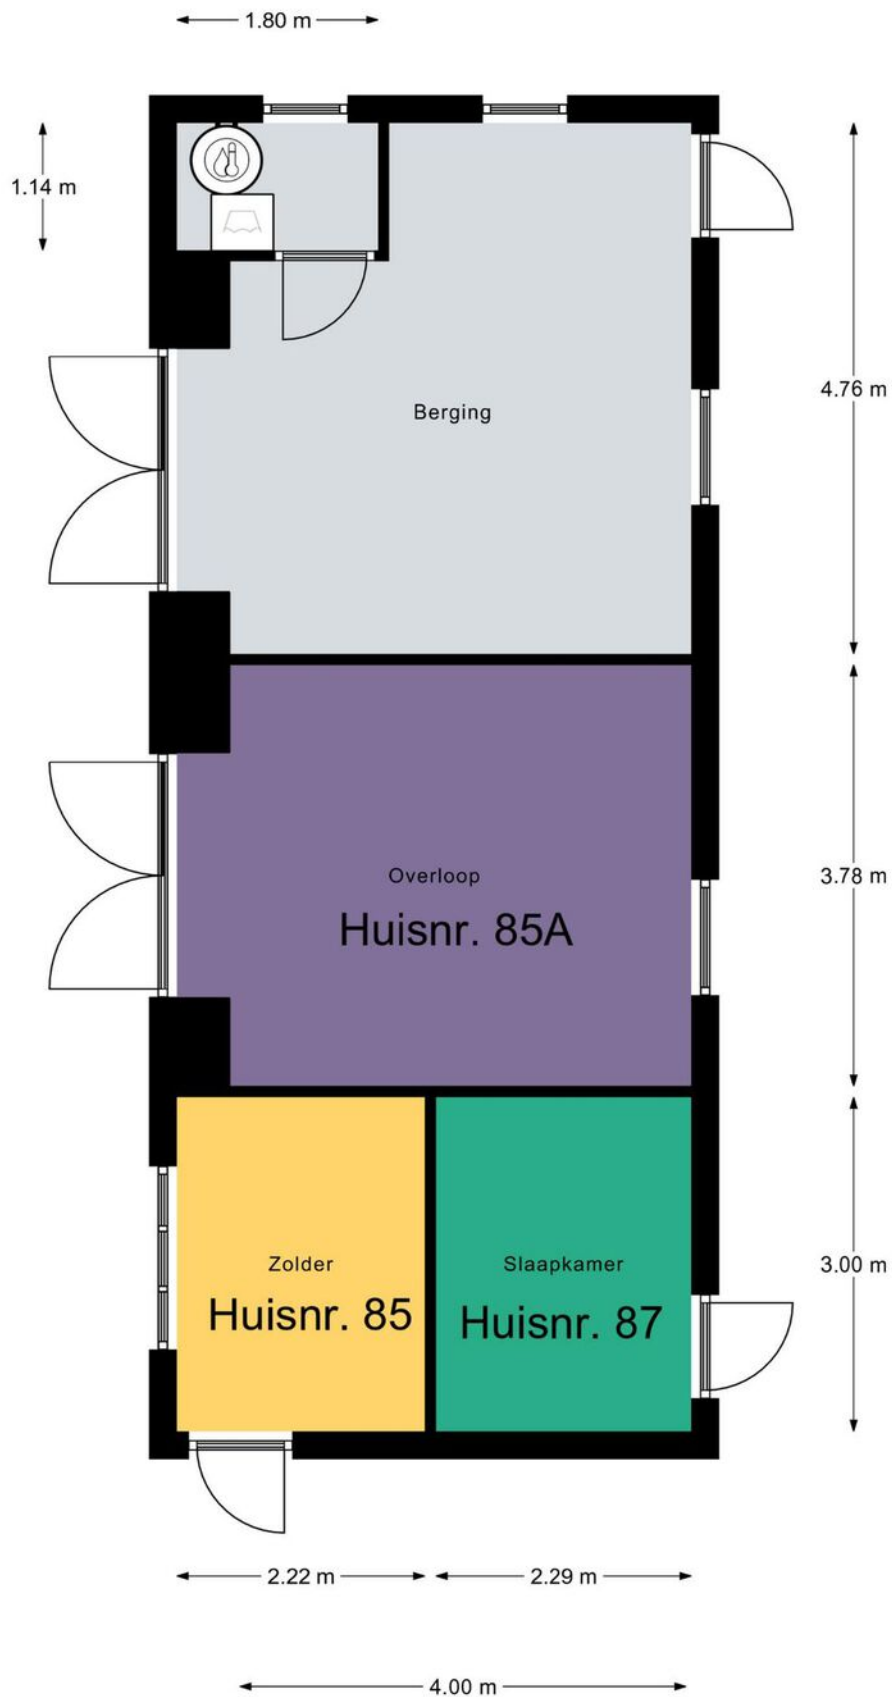 1.80 m
1.14 m
4.76 m
Berging
Overloop
3.78 m
Huisnr. 85A
Zolder
Slaapkamer
3.00 m
Huisnr. 85
Huisnr. 87
2.22 m
2.29 m
4.00 m